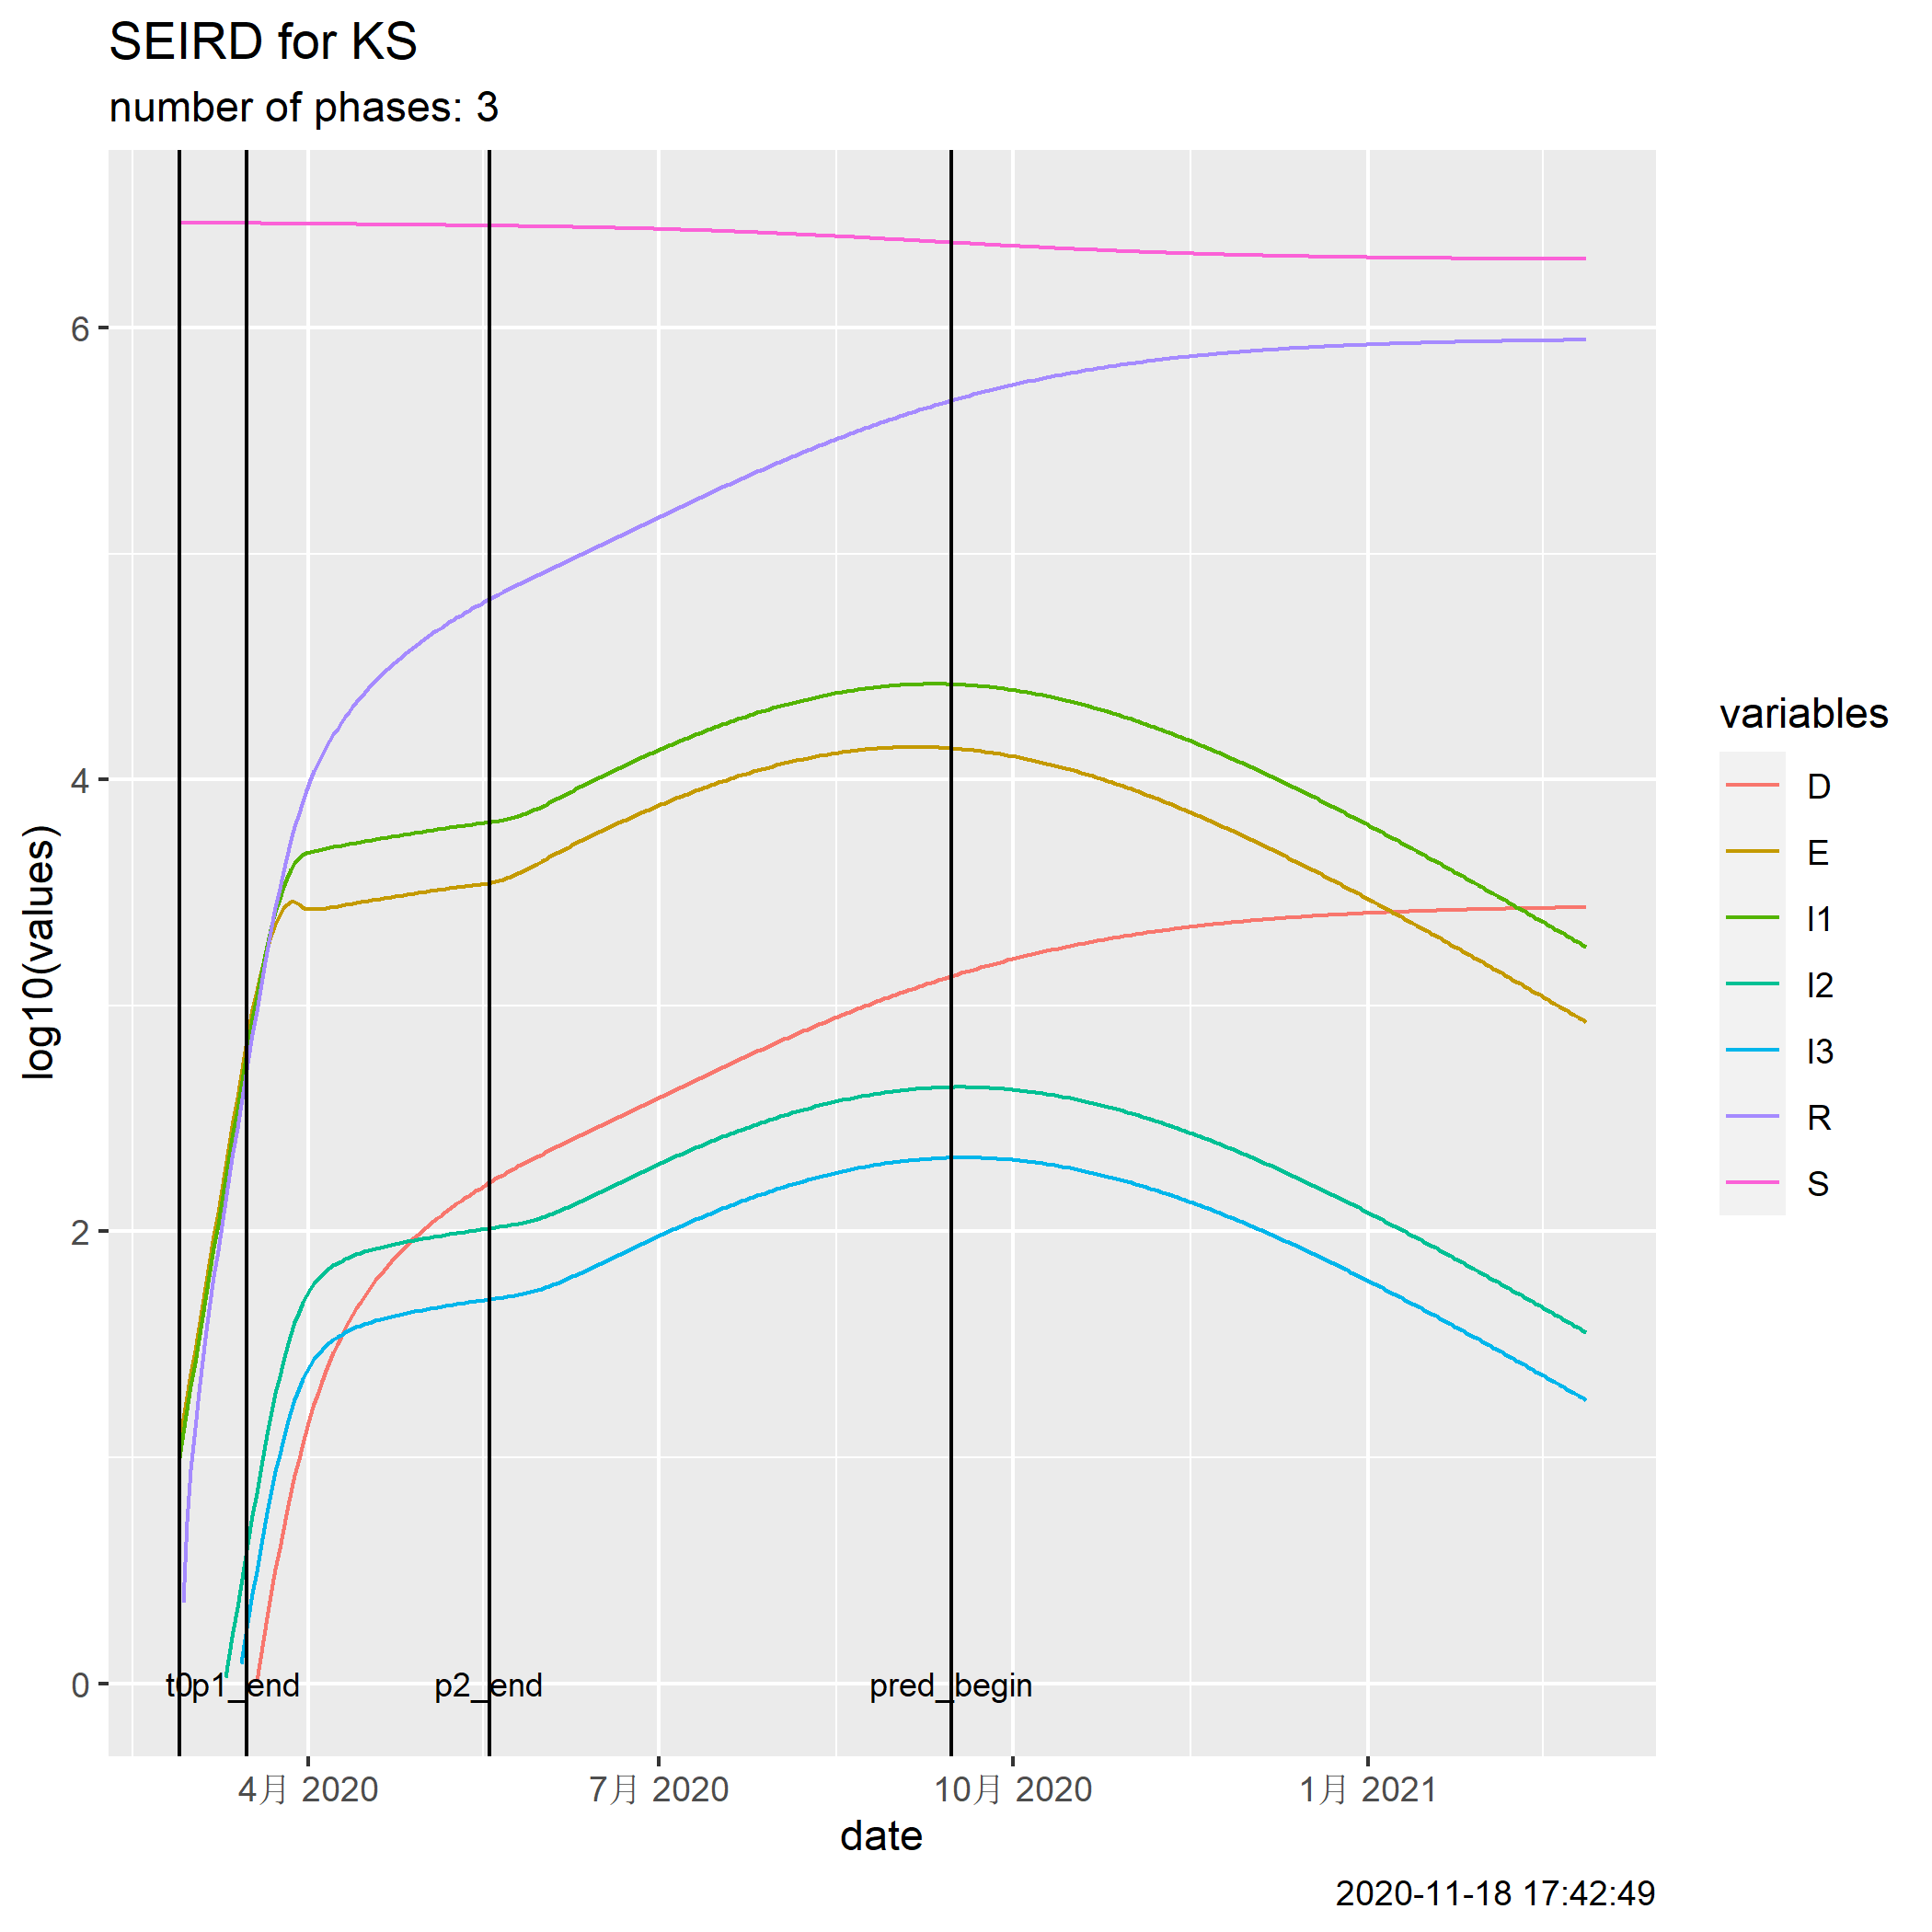 SEIRD for KS
number of phases: 3
log10(values)
6
4
2
0
t0
p1_end
p2_end
pred_begin
4月 2020
7月 2020
10月 2020
1月 2021
date
variables
D
E
I1
I2
I3
R
S
2020-11-18 17:42:49